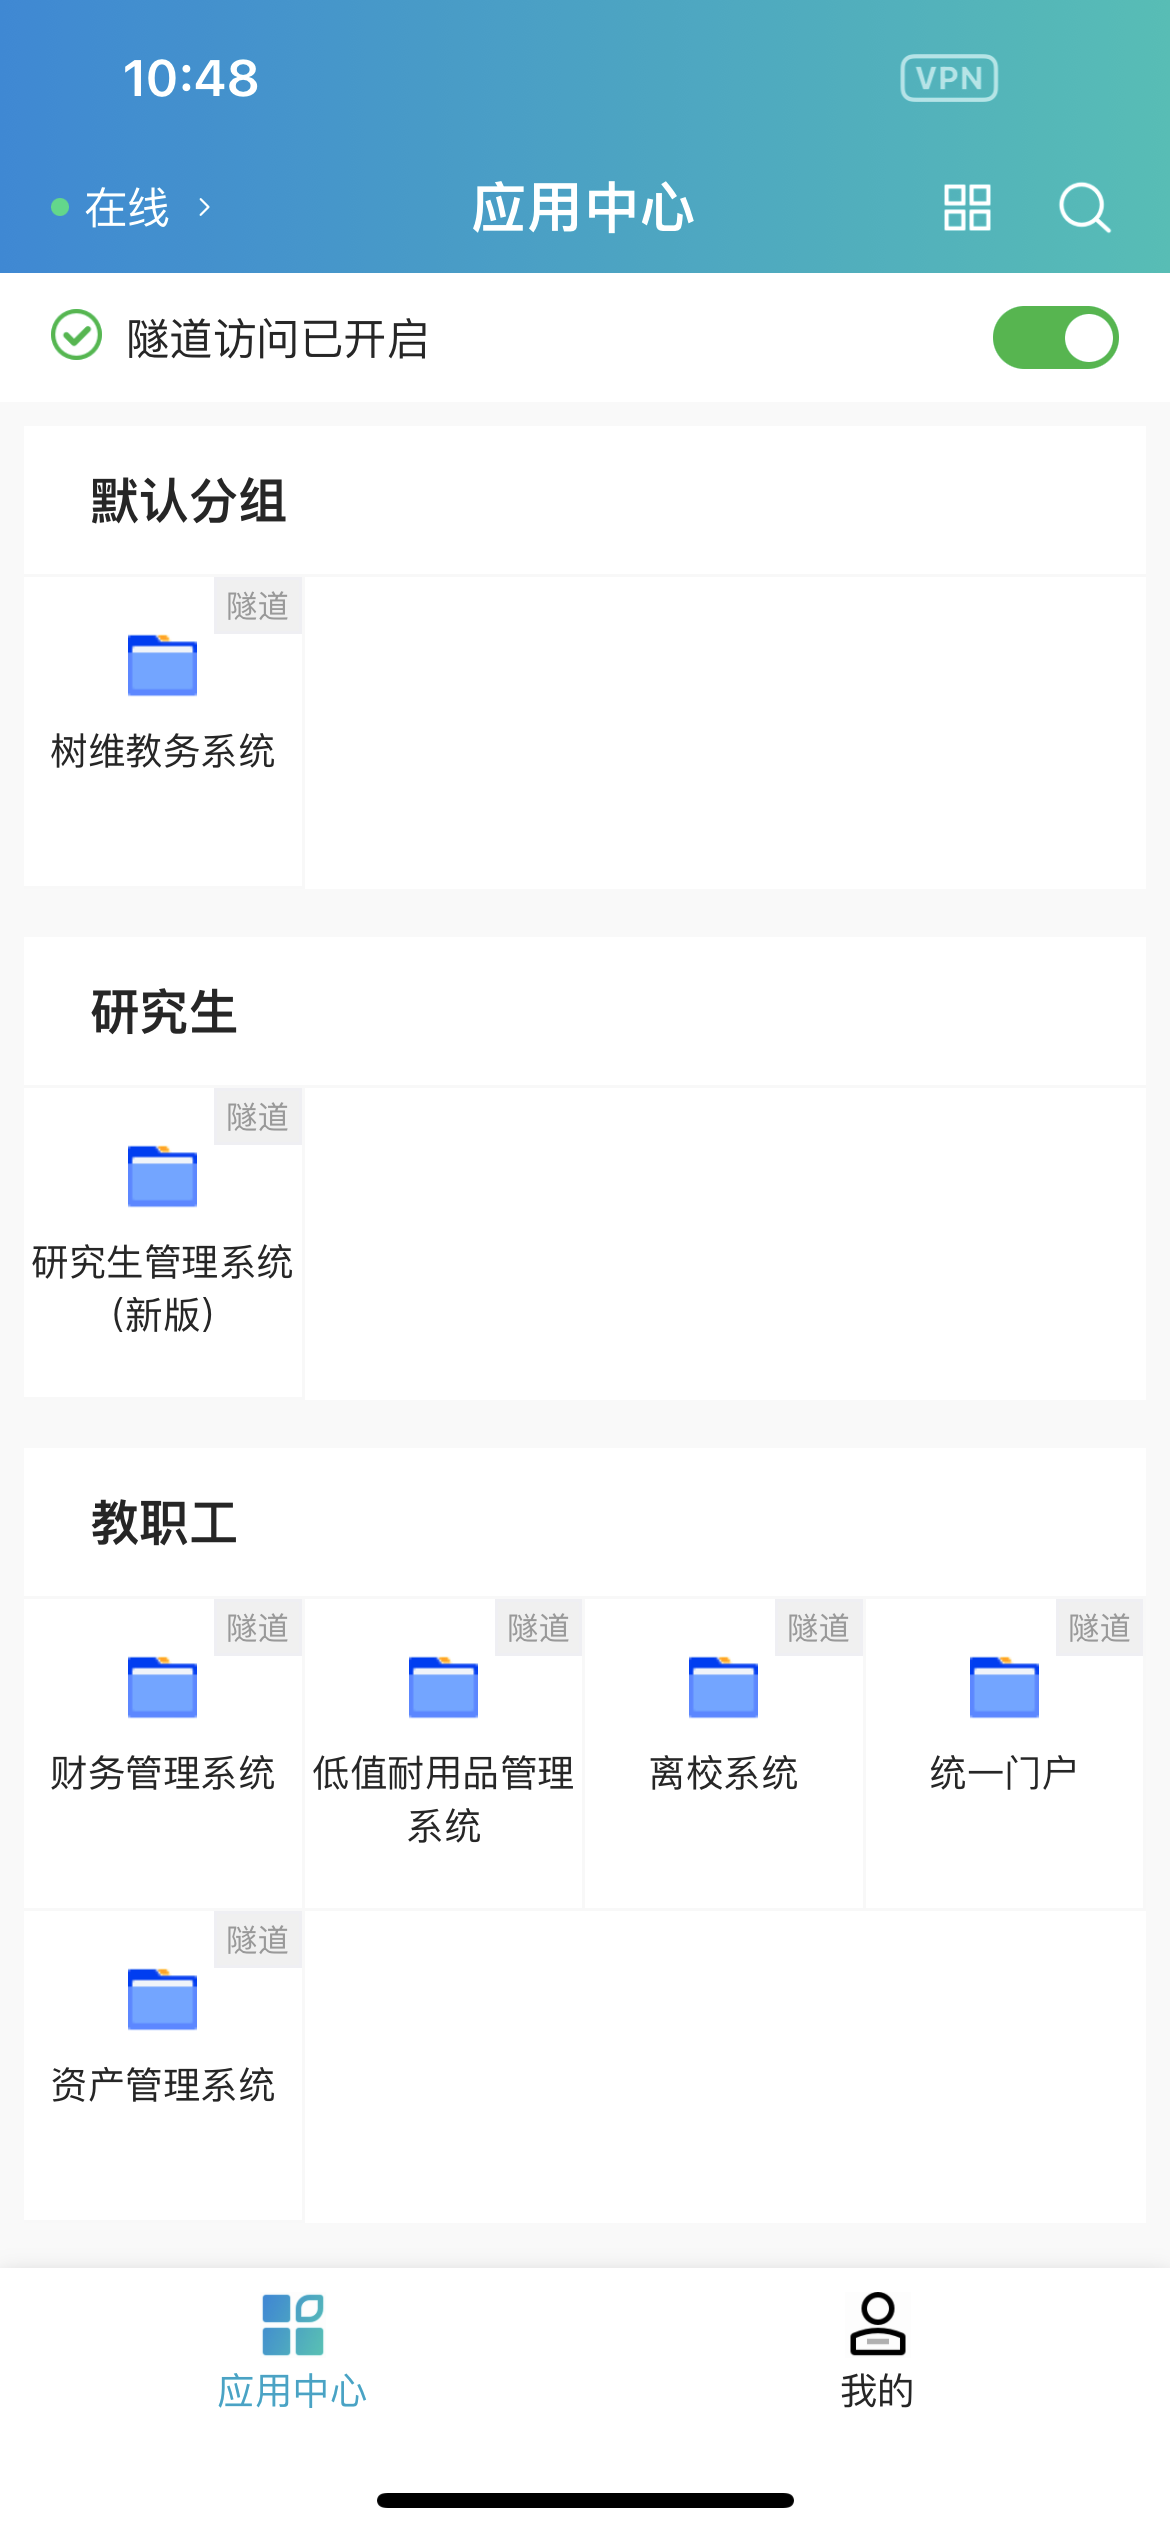 10:48
VPN
在线
应用中心
隧道访问已开启
默认分组
隧道
树维教务系统
研究生
隧道
研究生管理系统
(新版)
教职工
隧道
隧道
隧道
隧道
财务管理系统
低值耐用品管理
系统
离校系统
统一门户
隧道
资产管理系统
应用中心
我的